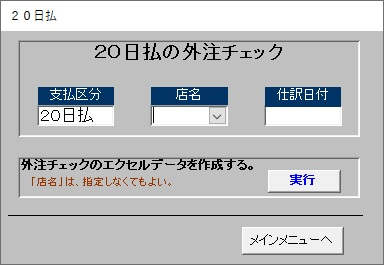 ２０日払
２０日払の外注チェック
支払区分 店名 仕訳日付
２０日払
外注チェックのエクセルデータを作成する。
「店名」は、指定しなくてもよい。
実行
メインメニューへ